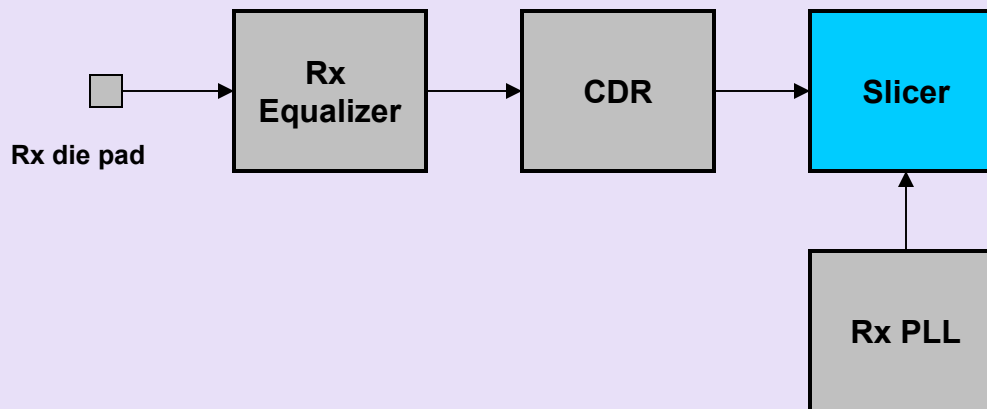 Rx die pad
Rx
Equalizer
CDR
Slicer
Rx PLL